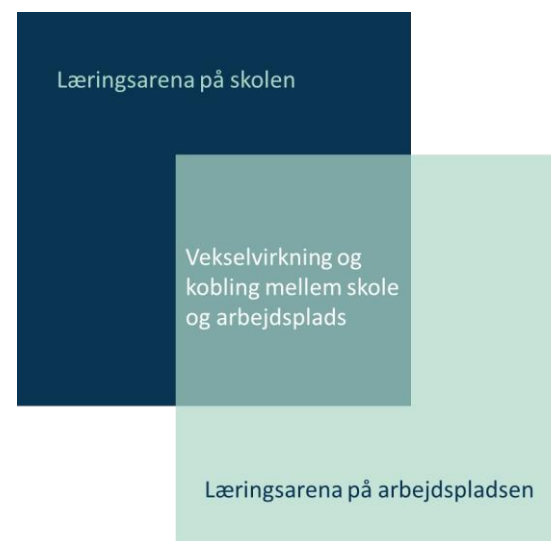 Læringsarena på skolen
Vekselvirkning og
kobling mellem skole
og arbejdsplads
Læringsarena på arbejdspladsen